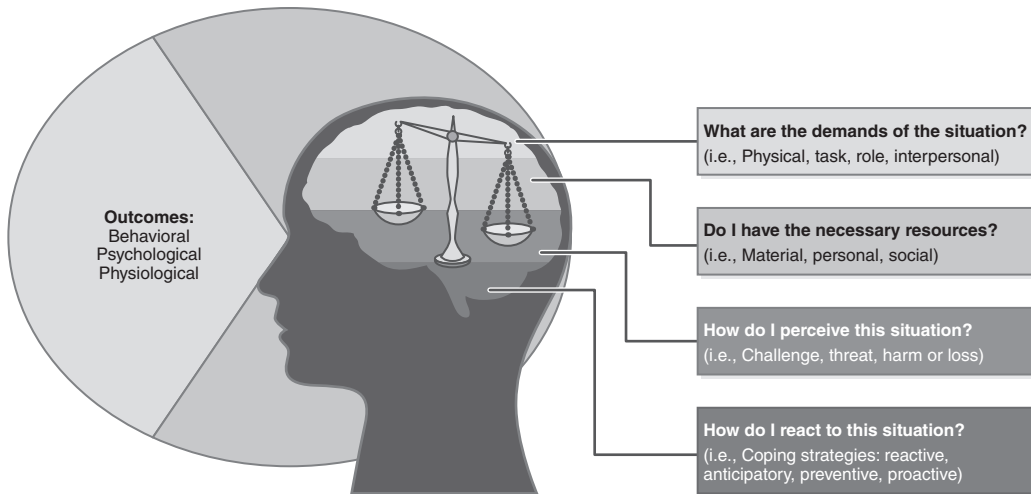 Outcomes:
Behavioral
Psychological
Physiological
What are the demands of the situation?
(i.e., Physical, task, role, interpersonal)
Do I have the necessary resources?
(i.e., Material, personal, social)
How do I perceive this situation?
(i.e., Challenge, threat, harm or loss)
How do I react to this situation?
(i.e., Coping strategies: reactive,
anticipatory, preventive, proactive)